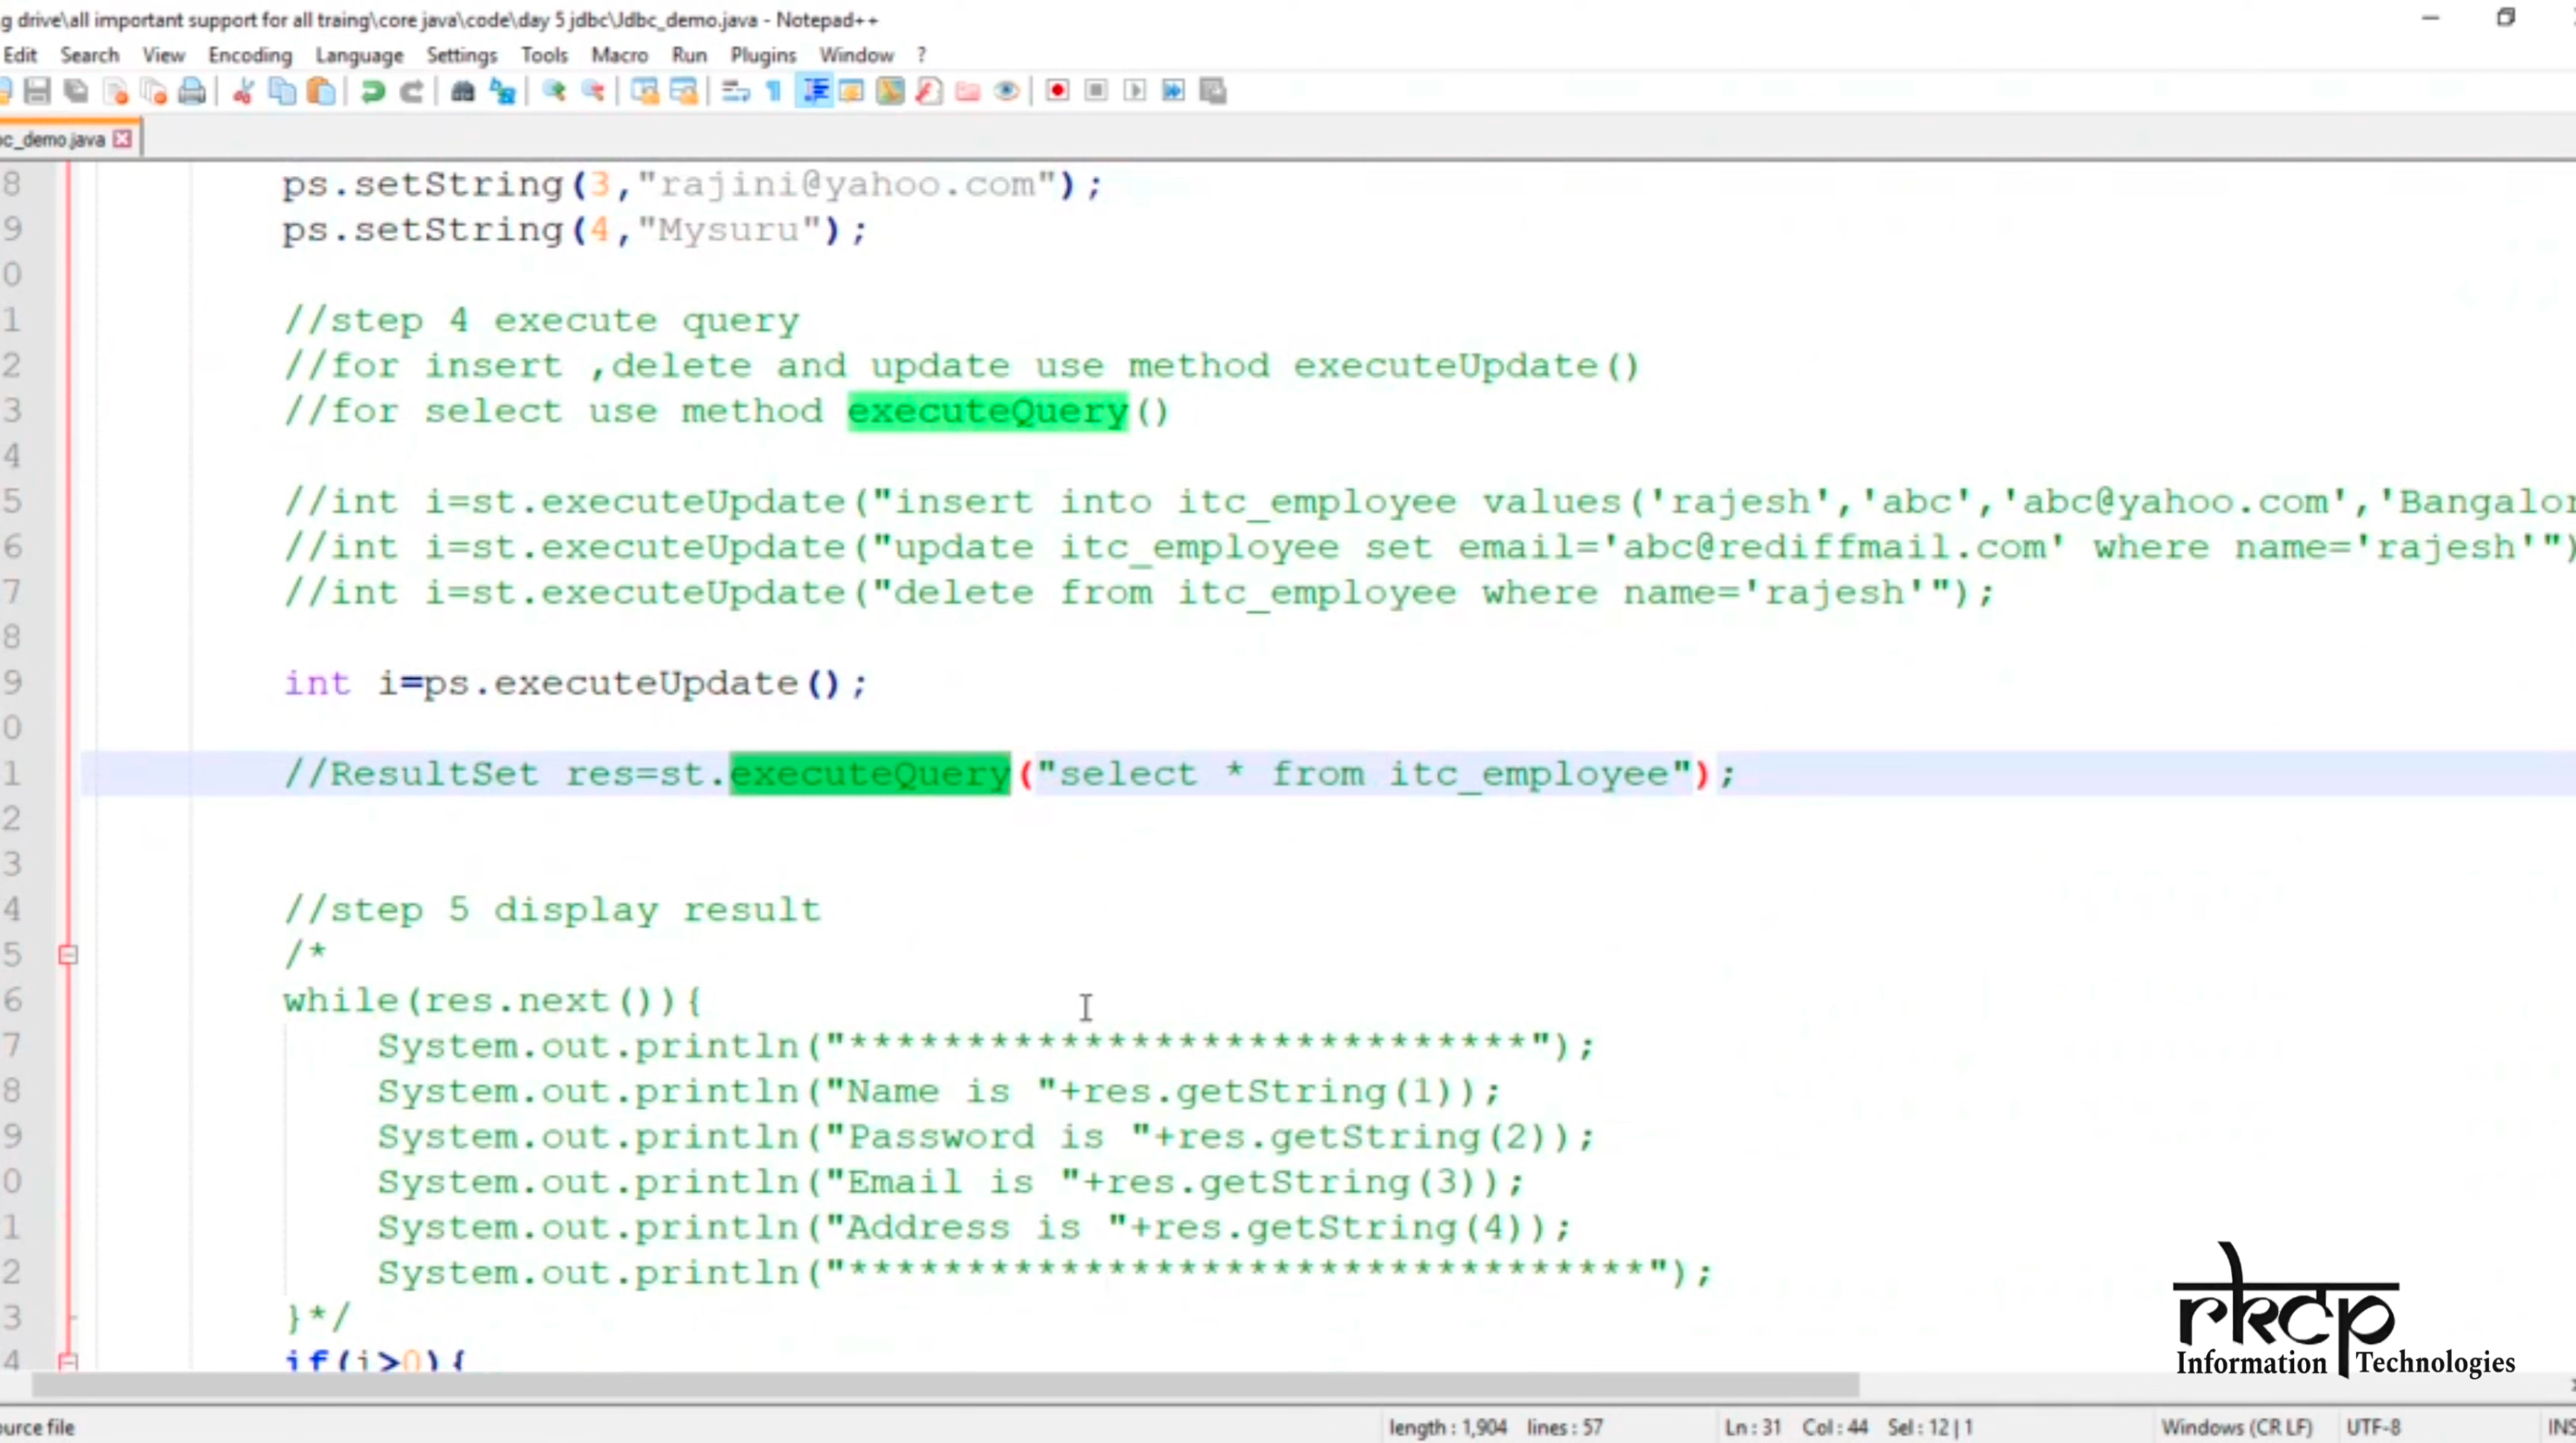 g drive\all important support for all traing\core java\code\day 5 jdbc\Jdbc_demo.java - Notepad++
Edit Search View Encoding Language Settings Tools Macro Run Plugins Window ?
bc_demo.java
8 ps.setString(3,"rajini@yahoo.com");
9 ps.setString(4,"Mysuru");
0
1 //step 4 execute query
2 //for insert ,delete and update use method executeUpdate()
3 //for select use method executeQuery()
4
5 //int i=st.executeUpdate("insert into itc_employee values('rajesh','abc','abc@yahoo.com','Bangalor
6 //int i=st.executeUpdate("update itc_employee set email='abc@rediffmail.com' where name='rajesh'")
7 //int i=st.executeUpdate("delete from itc_employee where name='rajesh'");
8
9 int i=ps.executeUpdate();
0
1 //ResultSet res=st.executeQuery("select * from itc_employee");
2
3
4 //step 5 display result
5 /*
6 while(res.next()){
7 System.out.println("*****************************");
8 System.out.println("Name is "+res.getString(1));
9 System.out.println("Password is "+res.getString(2));
0 System.out.println("Email is "+res.getString(3));
1 System.out.println("Address is "+res.getString(4));
2 System.out.println("**********************************");
3 }*/
4 if(i>0){
rkcp
Information Technologies
ource file length : 1,904 lines : 57 Ln : 31 Col : 44 Sel : 12 | 1 Windows (CR LF) UTF-8 INS